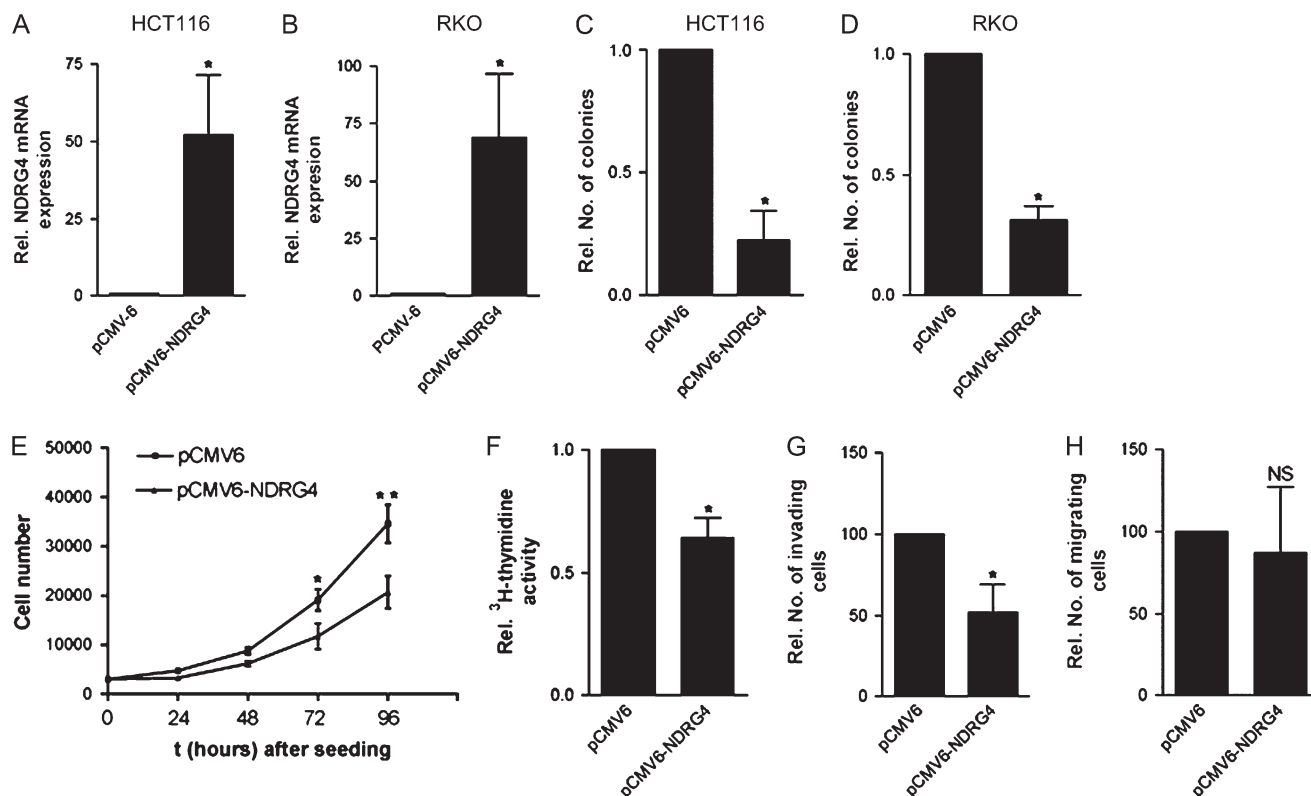 A
HCT116
Rel. NDRG4 mRNA
expression
75
50
25
0
*
pCMV-6
pCMV6-NDRG4
B
RKO
Rel. NDRG4 mRNA
expresion
100
75
50
25
0
*
PCMV-6
pCMV6-NDRG4
C
HCT116
Rel. No. of colonies
1.0
0.5
0.0
*
pCMV6
pCMV6-NDRG4
D
RKO
Rel. No. of colonies
1.0
0.5
0.0
*
pCMV6
pCMV6-NDRG4
E
Cell number
50000
40000
30000
20000
10000
0
pCMV6
pCMV6-NDRG4
*
**
0 24 48 72 96
t (hours) after seeding
F
Rel. ³H-thymidine
activity
1.0
0.5
0.0
*
pCMV6
pCMV6-NDRG4
G
Rel. No. of invading
cells
150
100
50
0
*
pCMV6
pCMV6-NDRG4
H
Rel. No. of migrating
cells
150
100
50
0
NS
pCMV6
pCMV6-NDRG4